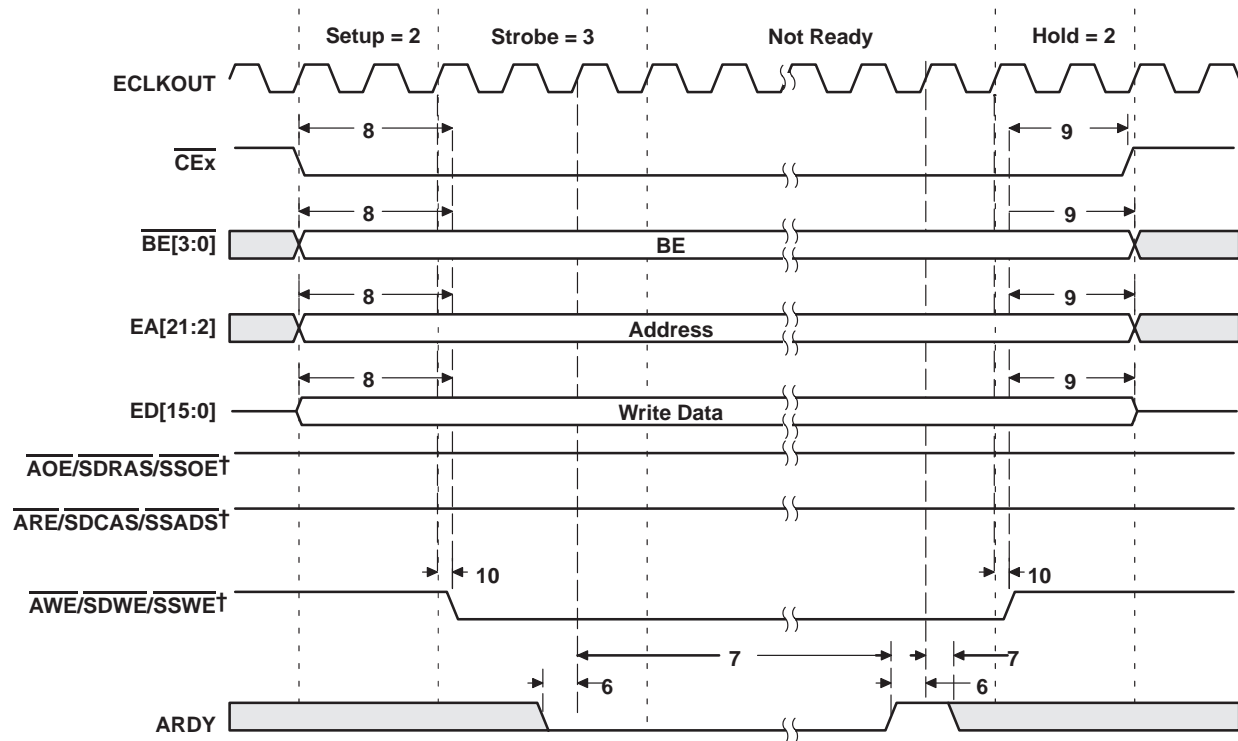 Setup = 2 Strobe = 3 Not Ready Hold = 2
ECLKOUT
8 9
CEx
8 9
BE[3:0] BE
8 9
EA[21:2] Address
8 9
ED[15:0] Write Data
AOE/SDRAS/SSOE†
ARE/SDCAS/SSADS†
10 10
AWE/SDWE/SSWE†
7 7
6 6
ARDY